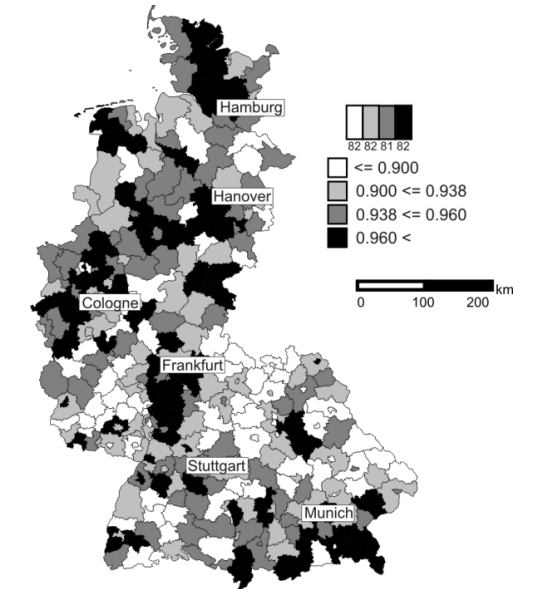 Hamburg
82 82 81 82
<= 0.900
0.900 <= 0.938
Hanover
0.938 <= 0.960
0.960 <
km
Cologne
0 100 200
Frankfurt
Stuttgart
Munich